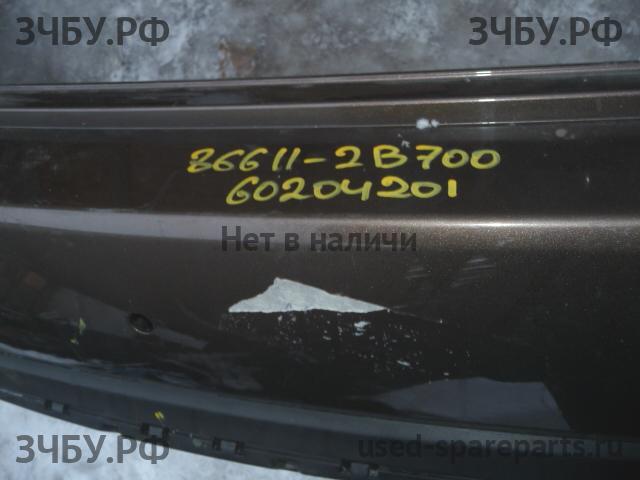 ЗЧБУ.РФ ЗЧБУ.РФ
86611-2B700
60204201
Нет в наличи
ЗЧБУ.РФ used-spareparts.ru